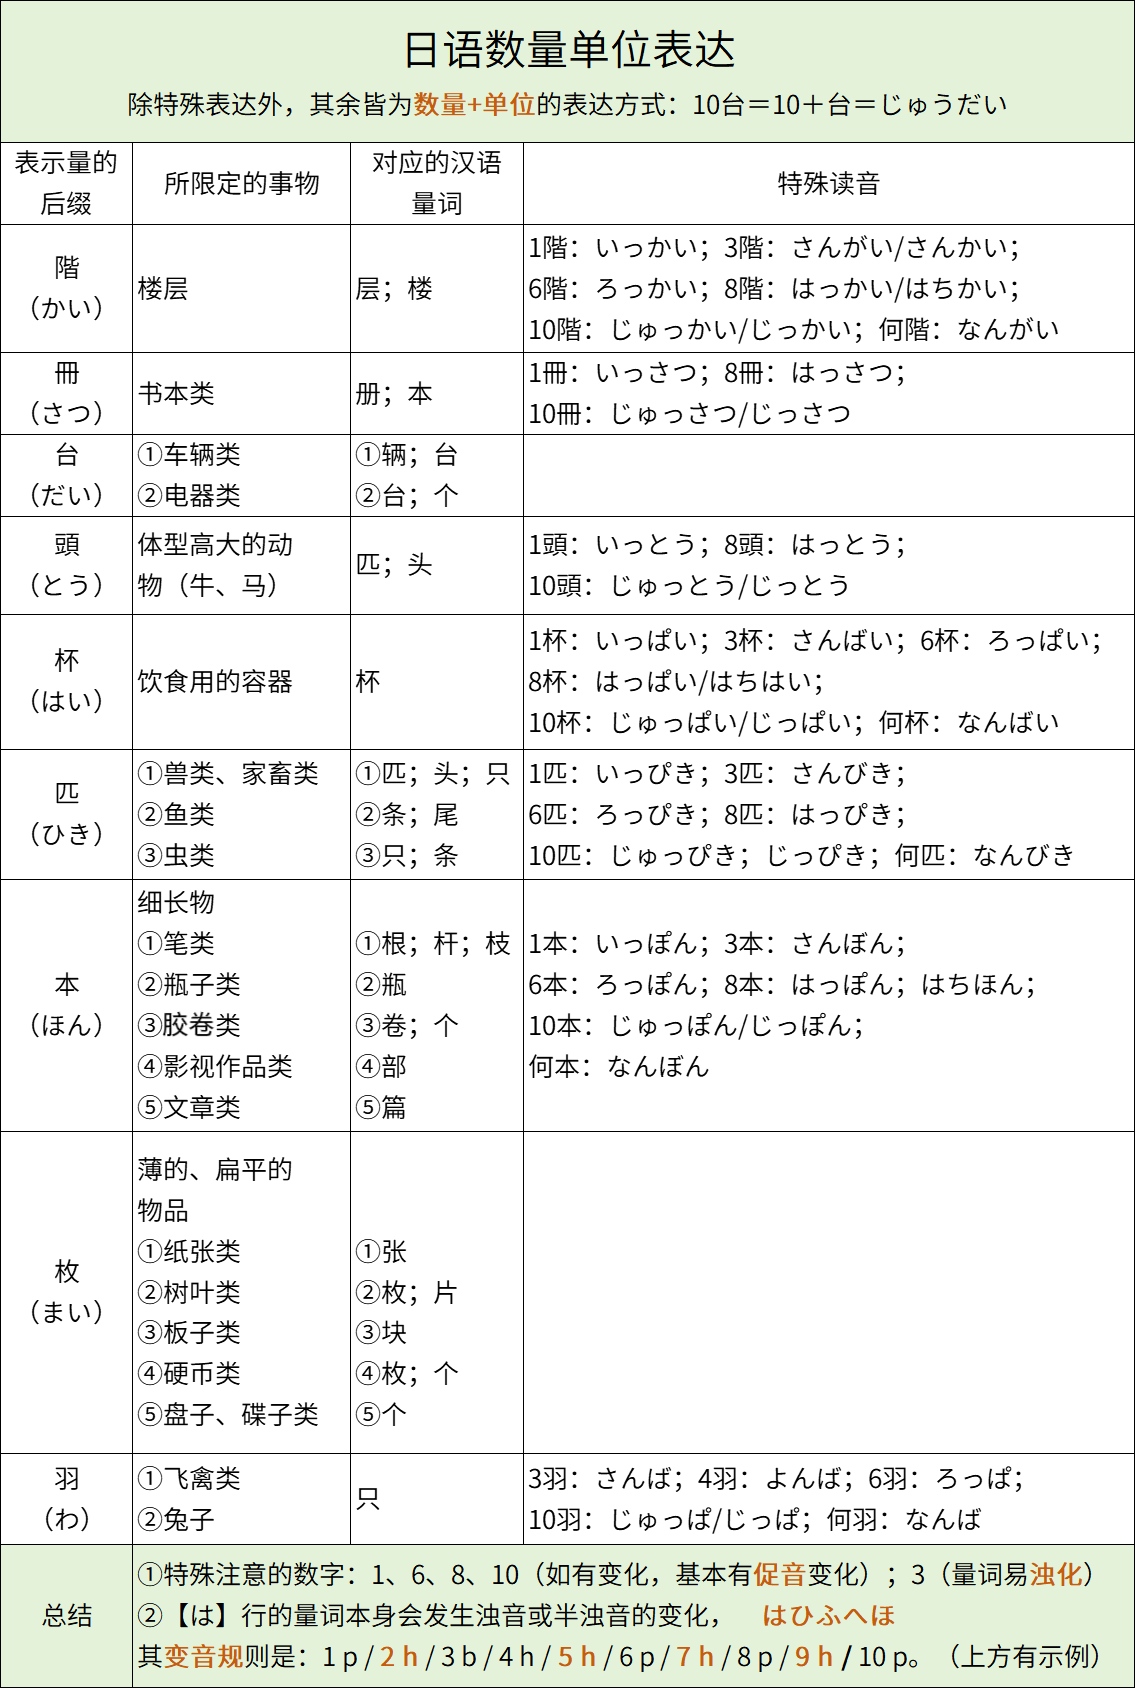 日语数量单位表达
除特殊表达外，其余皆为数量+单位的表达方式：10台＝10＋台＝じゅうだい
表示量的
后缀
所限定的事物
对应的汉语
量词
特殊读音
階
（かい）
楼层
层；楼
1階：いっかい；3階：さんがい/さんかい；
6階：ろっかい；8階：はっかい/はちかい；
10階：じゅっかい/じっかい；何階：なんがい
冊
（さつ）
书本类
册；本
1冊：いっさつ；8冊：はっさつ；
10冊：じゅっさつ/じっさつ
台
（だい）
①车辆类
②电器类
①辆；台
②台；个
頭
（とう）
体型高大的动
物（牛、马）
匹；头
1頭：いっとう；8頭：はっとう；
10頭：じゅっとう/じっとう
杯
（はい）
饮食用的容器
杯
1杯：いっぱい；3杯：さんばい；6杯：ろっぱい；
8杯：はっぱい/はちはい；
10杯：じゅっぱい/じっぱい；何杯：なんばい
匹
（ひき）
①兽类、家畜类
②鱼类
③虫类
①匹；头；只
②条；尾
③只；条
1匹：いっぴき；3匹：さんびき；
6匹：ろっぴき；8匹：はっぴき；
10匹：じゅっぴき；じっぴき；何匹：なんびき
本
（ほん）
细长物
①笔类
②瓶子类
③胶卷类
④影视作品类
⑤文章类
①根；杆；枝
②瓶
③卷；个
④部
⑤篇
1本：いっぽん；3本：さんぼん；
6本：ろっぽん；8本：はっぽん；はちほん；
10本：じゅっぽん/じっぽん；
何本：なんぼん
枚
（まい）
薄的、扁平的
物品
①纸张类
②树叶类
③板子类
④硬币类
⑤盘子、碟子类
①张
②枚；片
③块
④枚；个
⑤个
羽
（わ）
①飞禽类
②兔子
只
3羽：さんば；4羽：よんば；6羽：ろっぱ；
10羽：じゅっぱ/じっぱ；何羽：なんば
总结
①特殊注意的数字：1、6、8、10（如有变化，基本有促音变化）；3（量词易浊化）
②【は】行的量词本身会发生浊音或半浊音的变化， はひふへほ
其变音规则是：1 p / 2 h / 3 b / 4 h / 5 h / 6 p / 7 h / 8 p / 9 h / 10 p。（上方有示例）